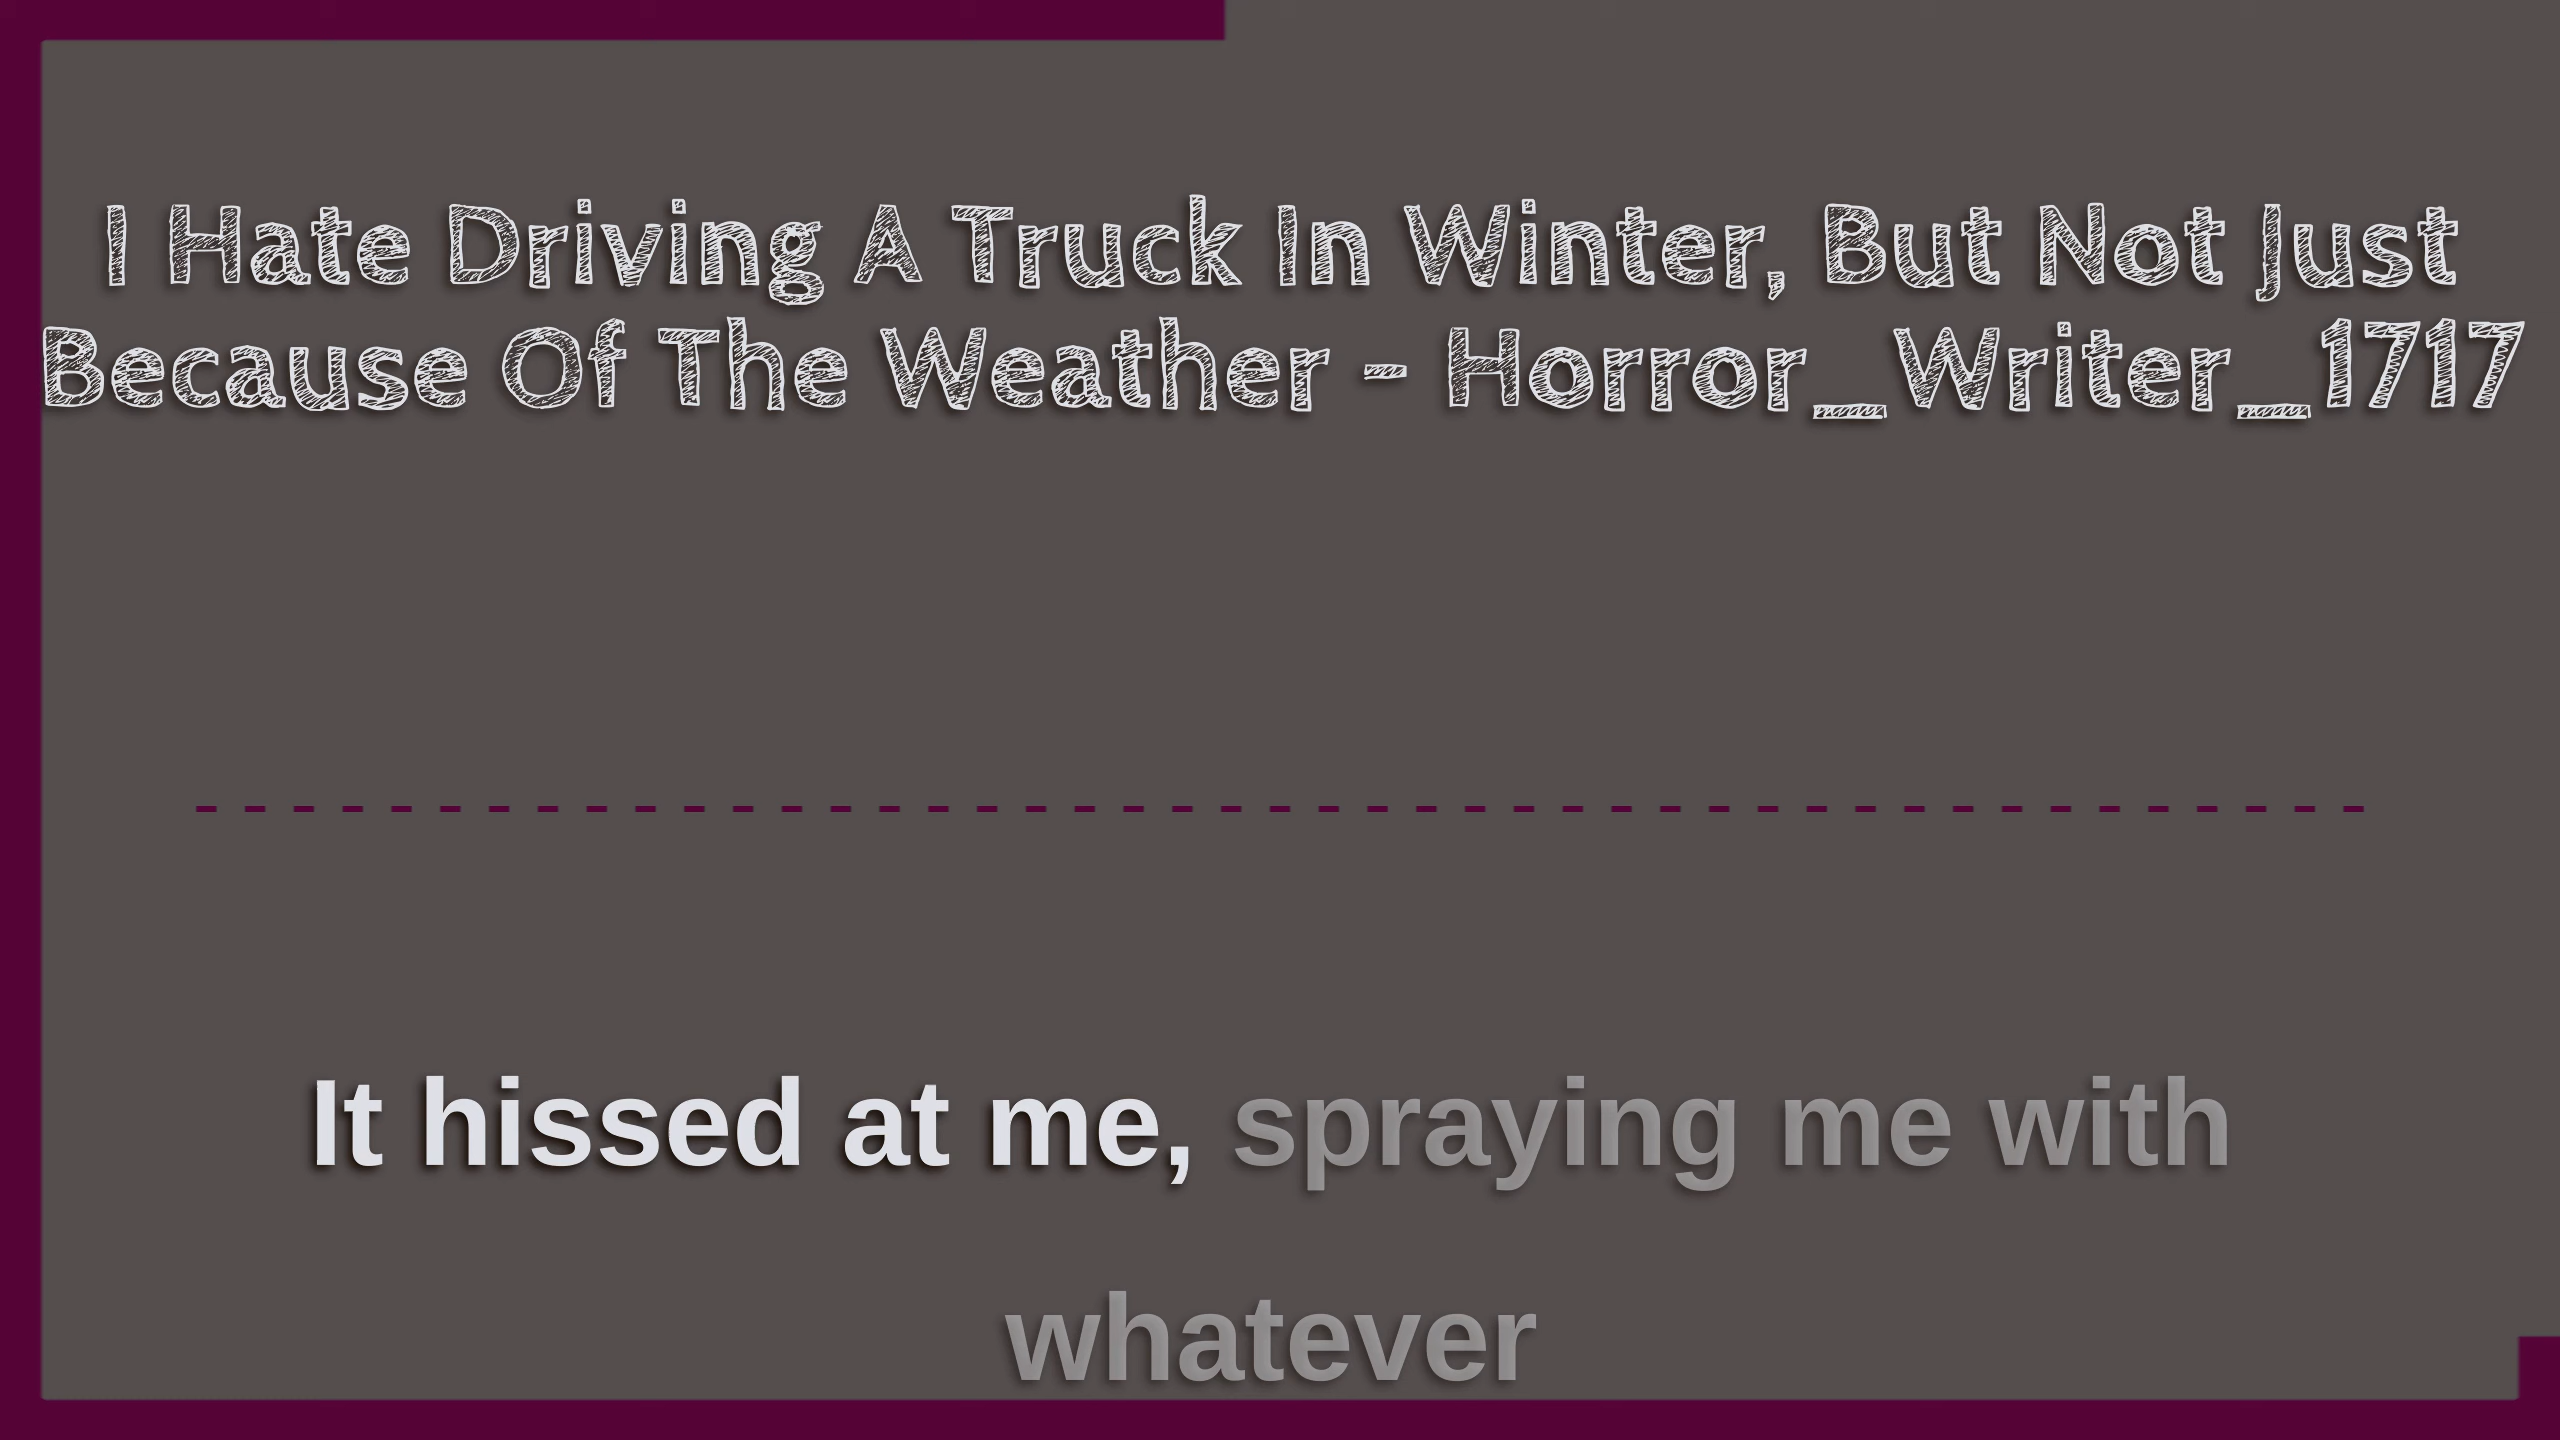 I Hate Driving A Truck In Winter, But Not Just
Because Of The Weather - Horror_Writer_1717
It hissed at me, spraying me with
whatever